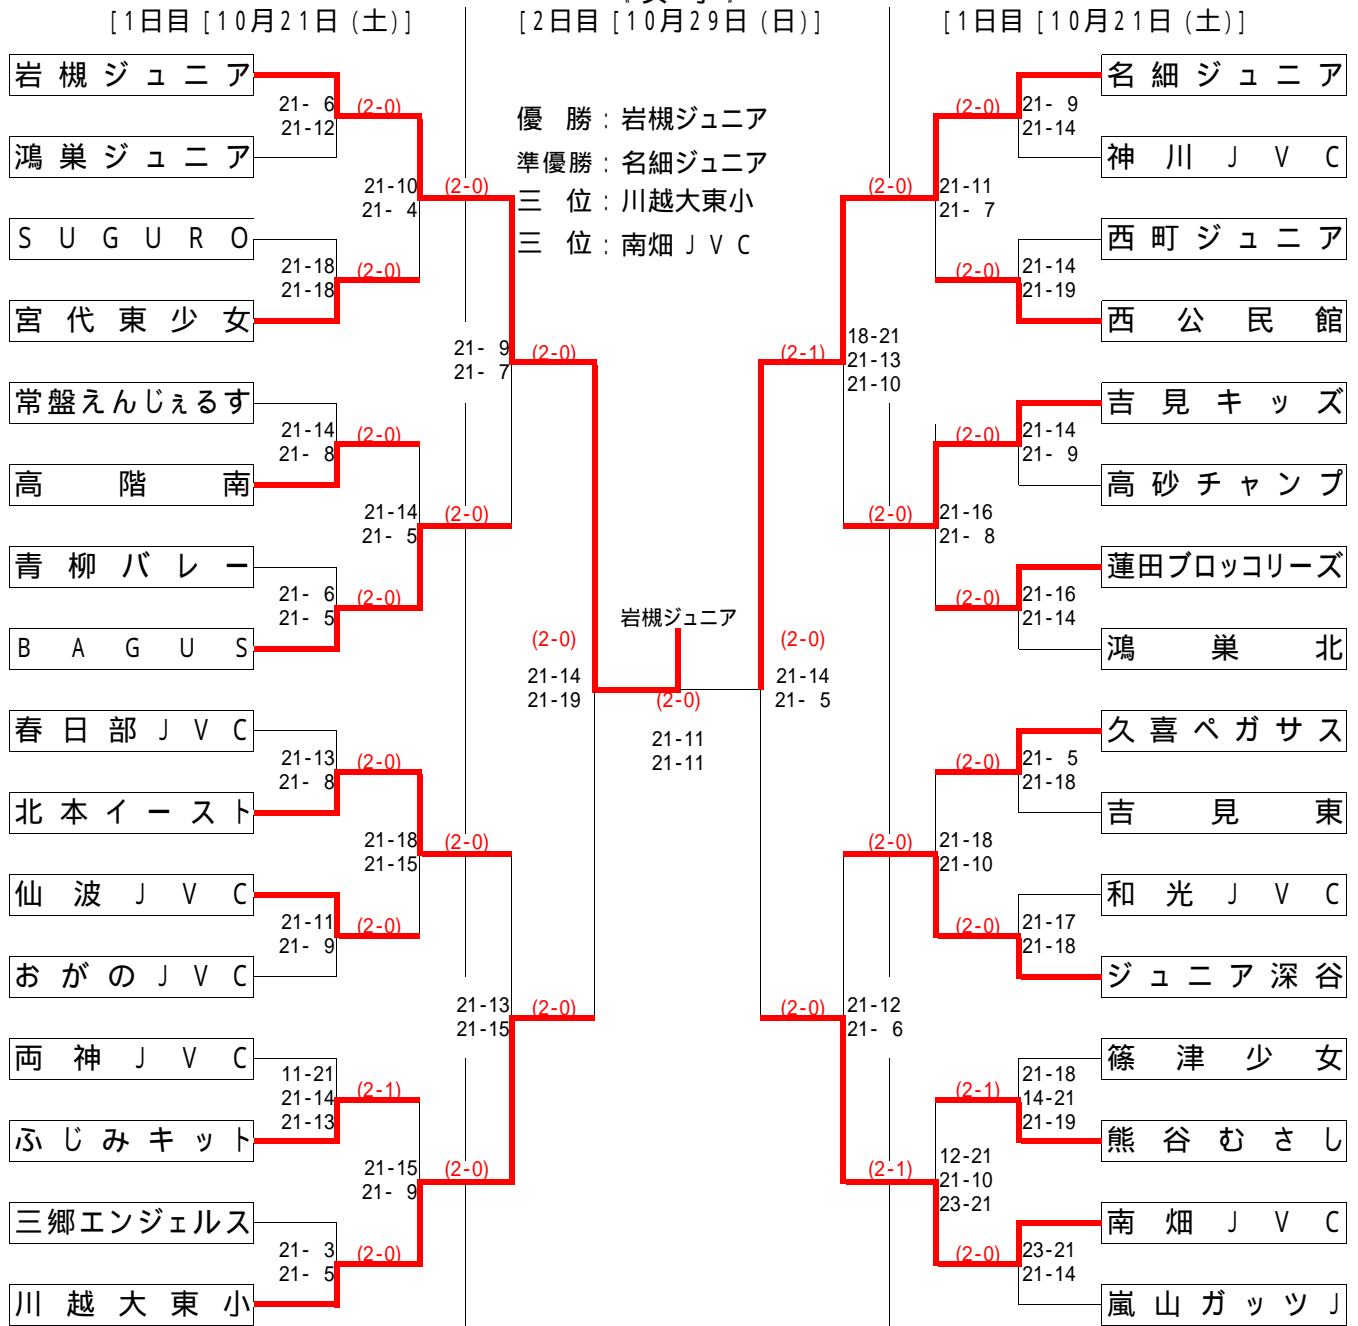 [1日目 [10月21日 (土)]
[2日目 [10月29日 (日)]
[1日目 [10月21日 (土)]
優 勝 : 岩槻ジュニア
準優勝 : 名細ジュニア
三 位 : 川越大東小
三 位 : 南畑 J V C
岩槻ジュニア
21- 6
21-12
(2-0)
鴻巣ジュニア
21-10
21- 4
(2-0)
SUGURO
21-18
21-18
(2-0)
宮代東少女
21- 9
21- 7
(2-0)
常盤えんじぇるす
21-14
21- 8
(2-0)
高階南
21-14
21- 5
(2-0)
青柳バレー
21- 6
21- 5
(2-0)
BAGUS
(2-0)
21-14
21-19
春日部JVC
21-13
21- 8
(2-0)
北本イースト
21-18
21-15
(2-0)
仙波JVC
21-11
21- 9
(2-0)
おがのJVC
21-13
21-15
(2-0)
両神JVC
11-21
21-14
21-13
(2-1)
ふじみキット
21-15
21- 9
(2-0)
三郷エンジェルス
21- 3
21- 5
(2-0)
川越大東小
岩槻ジュニア
(2-0)
21-11
21-11
名細ジュニア
(2-0)
21- 9
21-14
神川JVC
(2-0)
21-11
21- 7
西町ジュニア
(2-0)
21-14
21-19
西公民館
(2-1)
18-21
21-13
21-10
吉見キッズ
(2-0)
21-14
21- 9
高砂チャンプ
(2-0)
21-16
21- 8
蓮田ブロッコリーズ
(2-0)
21-16
21-14
鴻巣北
(2-0)
21-14
21- 5
久喜ペガサス
(2-0)
21- 5
21-18
吉見東
(2-0)
21-18
21-10
和光JVC
(2-0)
21-17
21-18
ジュニア深谷
(2-0)
21-12
21- 6
篠津少女
(2-1)
21-18
14-21
21-19
熊谷むさし
(2-1)
12-21
21-10
23-21
南畑JVC
(2-0)
23-21
21-14
嵐山ガッツJ